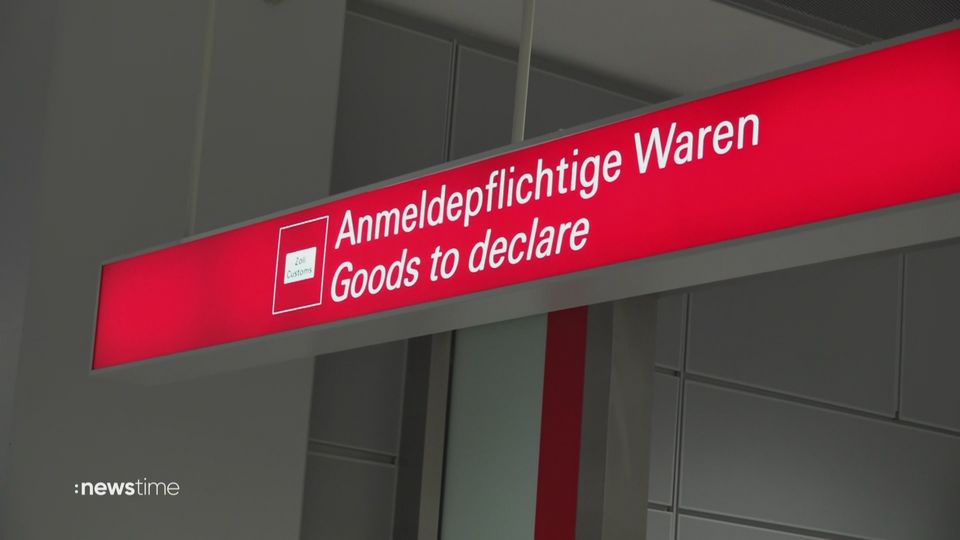 Anmeldepflichtige Waren
Goods to declare
Zoll
Customs
:newstime